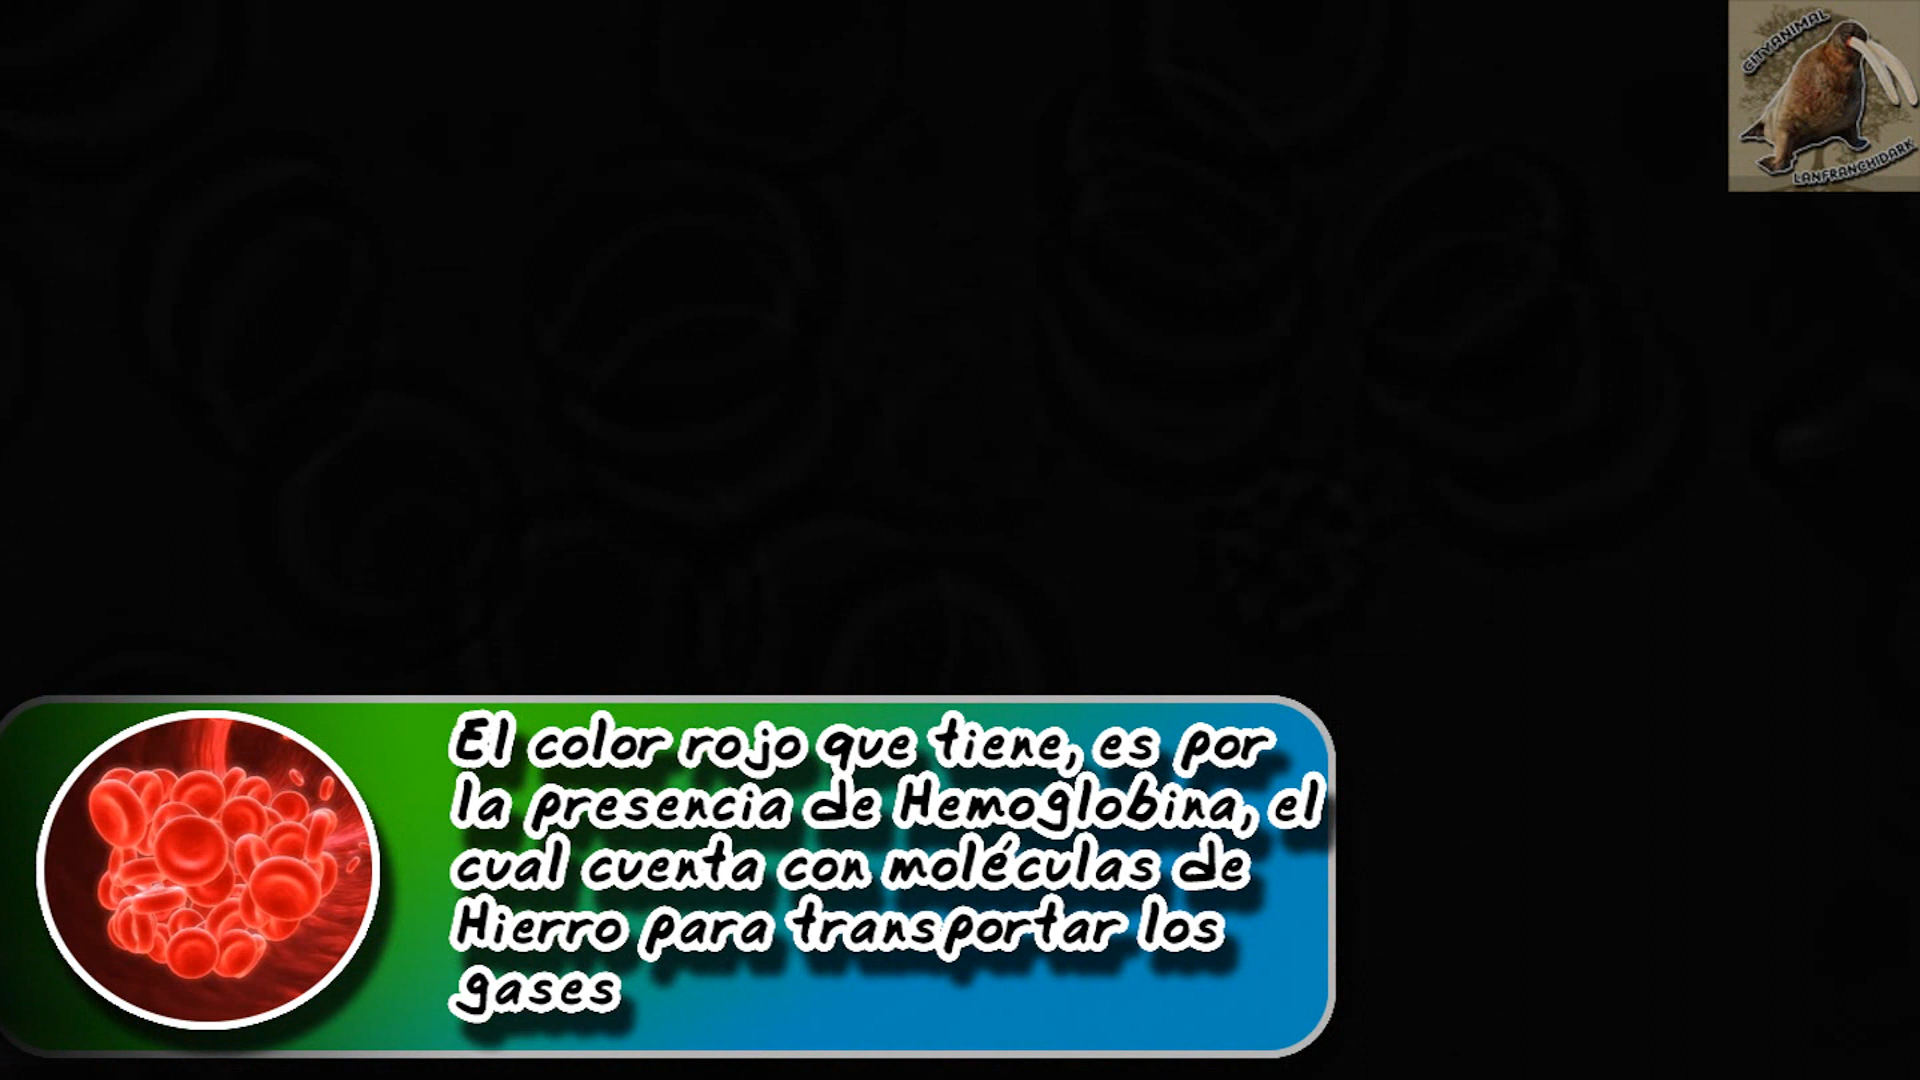 CITYANIMAL
LANFRANCHIDARK
El color rojo que tiene, es por
la presencia de Hemoglobina, el
cual cuenta con moléculas de
Hierro para transportar los
gases